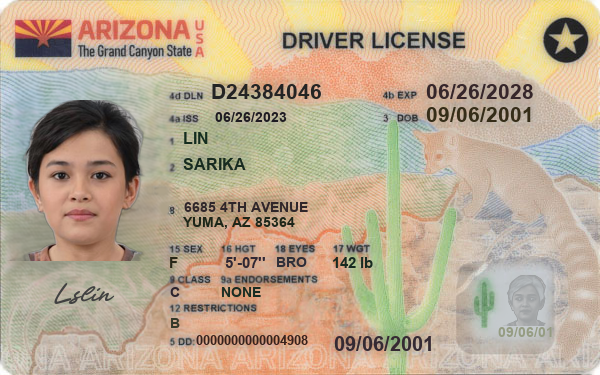 ARIZONA USA
The Grand Canyon State
DRIVER LICENSE
4d DLN D24384046 4b EXP 06/26/2028
4a ISS 06/26/2023 3 DOB 09/06/2001
1 LIN
2 SARIKA
8 6685 4TH AVENUE
YUMA, AZ 85364
15 SEX 16 HGT 18 EYES 17 WGT
F 5'-07" BRO 142 lb
9 CLASS 9a ENDORSEMENTS
C NONE
Lslin
12 RESTRICTIONS
B
09/06/01
5 DD: 0000000000004908 09/06/2001
ARIZONA ARIZONA ARIZONA ARIZONA